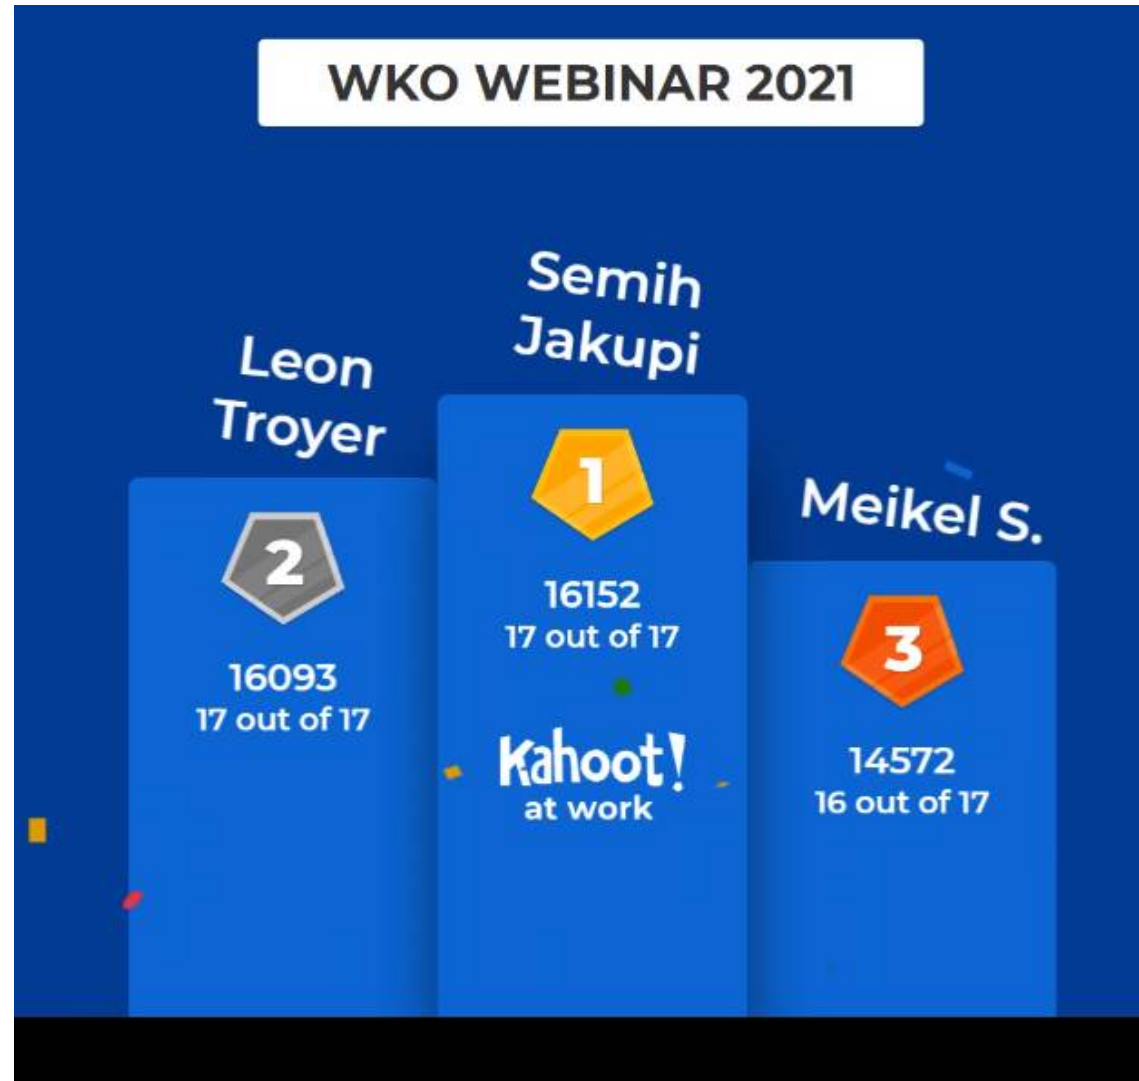 WKO WEBINAR 2021
Semih
Jakupi
1
16152
17 out of 17
Kahoot!
at work
Leon
Troyer
2
16093
17 out of 17
Meikel S.
3
14572
16 out of 17